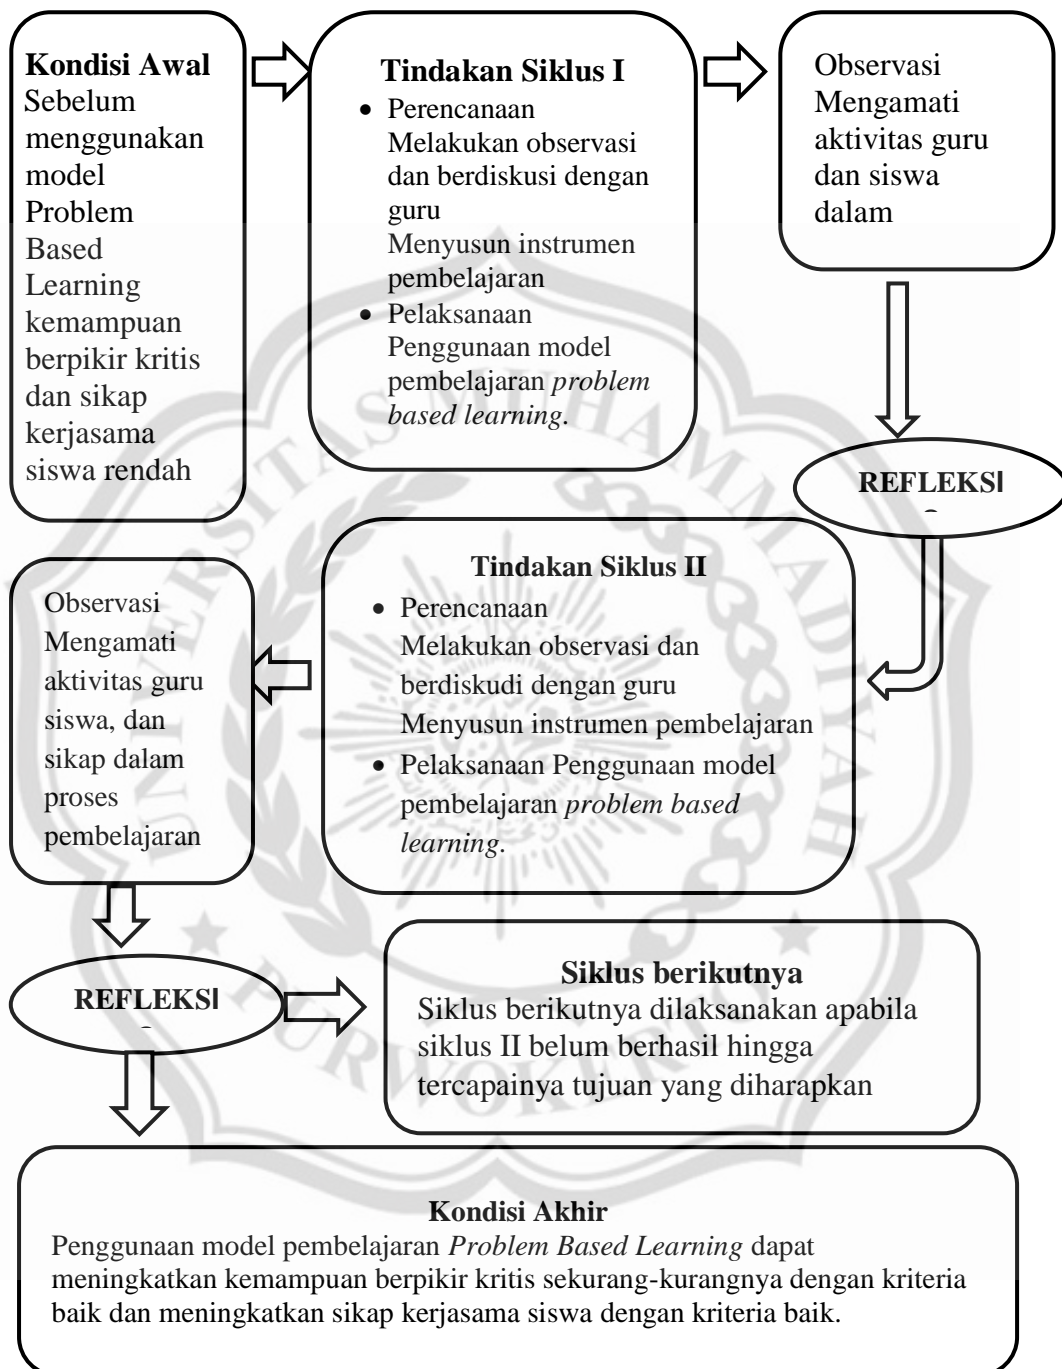 Kondisi Awal
Sebelum
menggunakan
model
Problem
Based
Learning
kemampuan
berpikir kritis
dan sikap
kerjasama
siswa rendah
Tindakan Siklus I
• Perencanaan
Melakukan observasi
dan berdiskusi dengan
guru
Menyusun instrumen
pembelajaran
• Pelaksanaan
Penggunaan model
pembelajaran problem
based learning.
Observasi
Mengamati
aktivitas guru
dan siswa
dalam
REFLEKSI
Tindakan Siklus II
• Perencanaan
Melakukan observasi dan
berdiskudi dengan guru
Menyusun instrumen pembelajaran
• Pelaksanaan Penggunaan model
pembelajaran problem based
learning.
Observasi
Mengamati
aktivitas guru
siswa, dan
sikap dalam
proses
pembelajaran
REFLEKSI
Siklus berikutnya
Siklus berikutnya dilaksanakan apabila
siklus II belum berhasil hingga
tercapainya tujuan yang diharapkan
Kondisi Akhir
Penggunaan model pembelajaran Problem Based Learning dapat
meningkatkan kemampuan berpikir kritis sekurang-kurangnya dengan kriteria
baik dan meningkatkan sikap kerjasama siswa dengan kriteria baik.
UNIVERSITAS MUHAMMADIYAH
PURWOKERTO